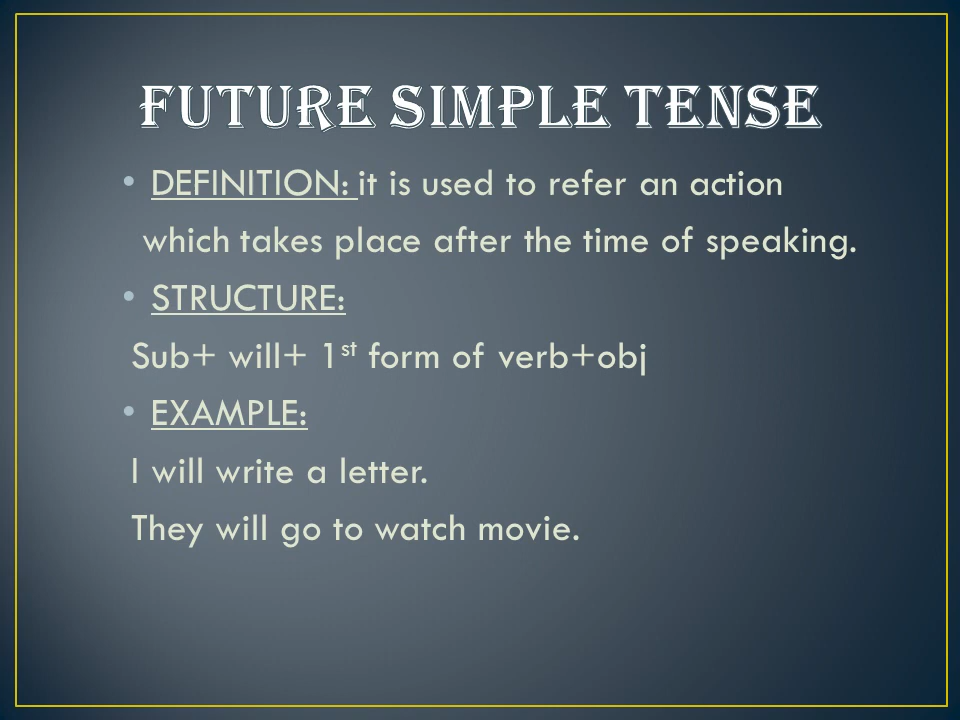 FUTURE SIMPLE TENSE
• DEFINITION: it is used to refer an action
which takes place after the time of speaking.
• STRUCTURE:
Sub+ will+ 1st form of verb+obj
• EXAMPLE:
I will write a letter.
They will go to watch movie.